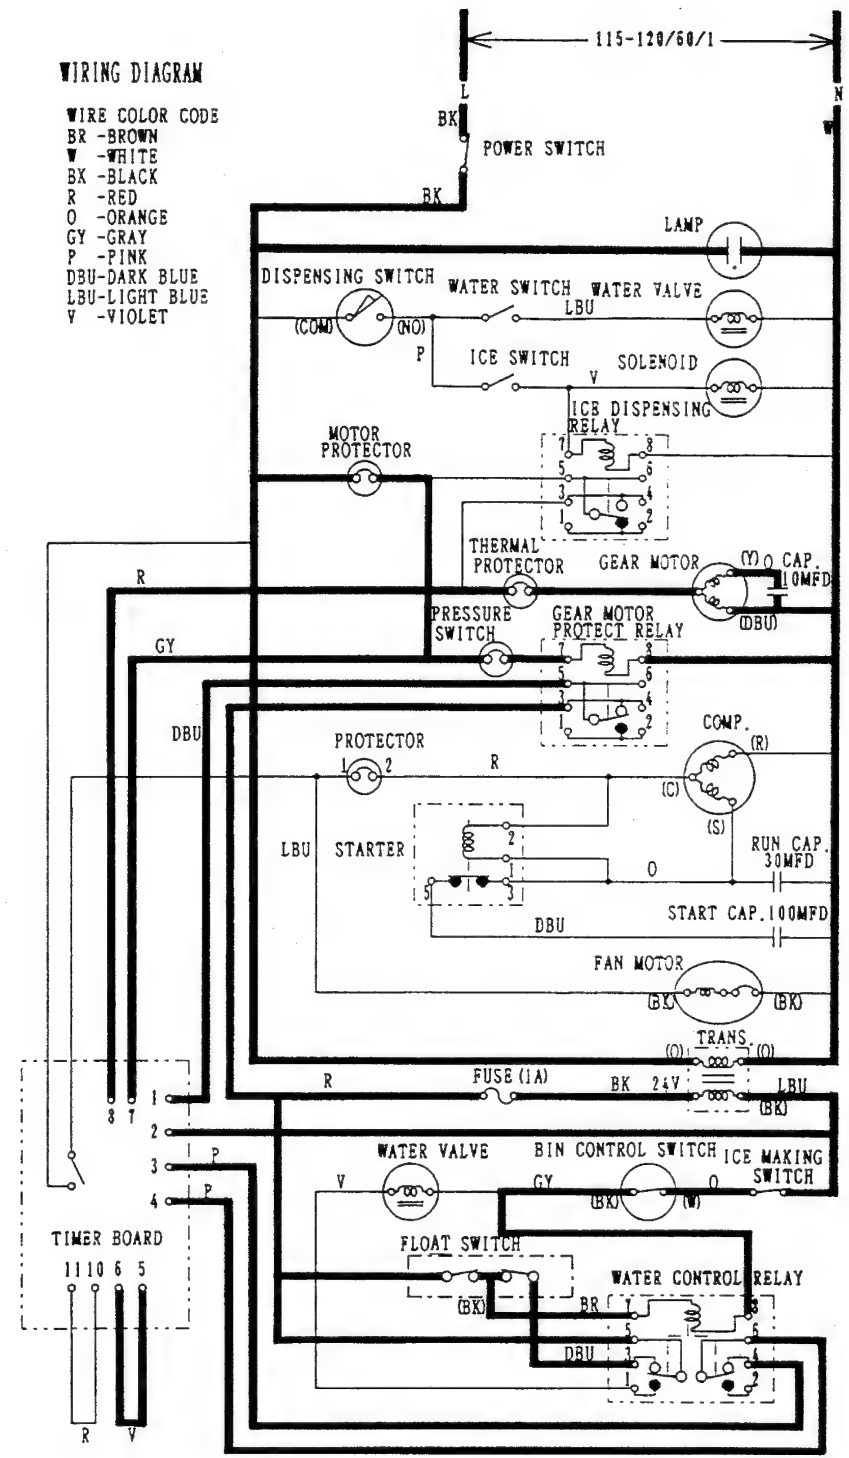 115-120/60/1
WIRING DIAGRAM
L
N
WIRE COLOR CODE
BR -BROWN
W -WHITE
BX -BLACK
R -RED
O -ORANGE
GY -GRAY
P -PINK
DBU-DARK BLUE
LBU-LIGHT BLUE
V -VIOLET
BK
W
POWER SWITCH
BK
LAMP
DISPENSING SWITCH
WATER SWITCH
WATER VALVE
LBU
(COM)
(NO)
P
ICE SWITCH
SOLENOID
V
ICE DISPENSING
RELAY
MOTOR
PROTECTOR
7 8
5 6
3 4
1 2
THERMAL
PROTECTOR
GEAR MOTOR
(Y) O CAP.
10MFD
R
(DBU)
PRESSURE
SWITCH
GEAR MOTOR
PROTECT RELAY
GY
7 8
5 6
3 4
1 2
DBU
PROTECTOR
1 2
R
COMP.
(R)
(C)
(S)
LBU
STARTER
2
1
5 3
O
RUN CAP.
30MFD
DBU
START CAP.100MFD
FAN MOTOR
(BK) (BK)
TRANS.
(O) (O)
R
FUSE(1A)
BK
24V
LBU
(BK)
8 7 1
2
3 P
4 P
TIMER BOARD
11 10 6 5
R V
WATER VALVE
BIN CONTROL SWITCH
ICE MAKING
SWITCH
V
GY
(BK) (W)
O
FLOAT SWITCH
(BK)
BR
DBU
WATER CONTROL RELAY
7 8
5 6
3 4
1 2